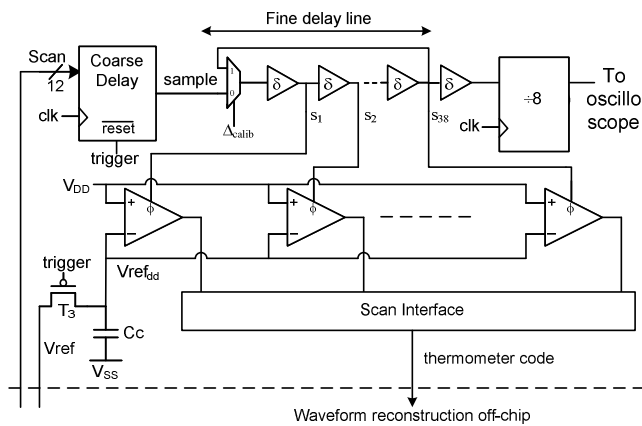 Fine delay line
Scan
12
Coarse
Delay
sample
1
0
δ
δ
δ
δ
÷8
To
oscillo
scope
clk
reset
trigger
Δcalib
s1
s2
s38
clk
VDD
+
−
ϕ
+
−
ϕ
+
−
ϕ
trigger
Vrefdd
T3
Vref
Cc
VSS
Scan Interface
thermometer code
Waveform reconstruction off-chip